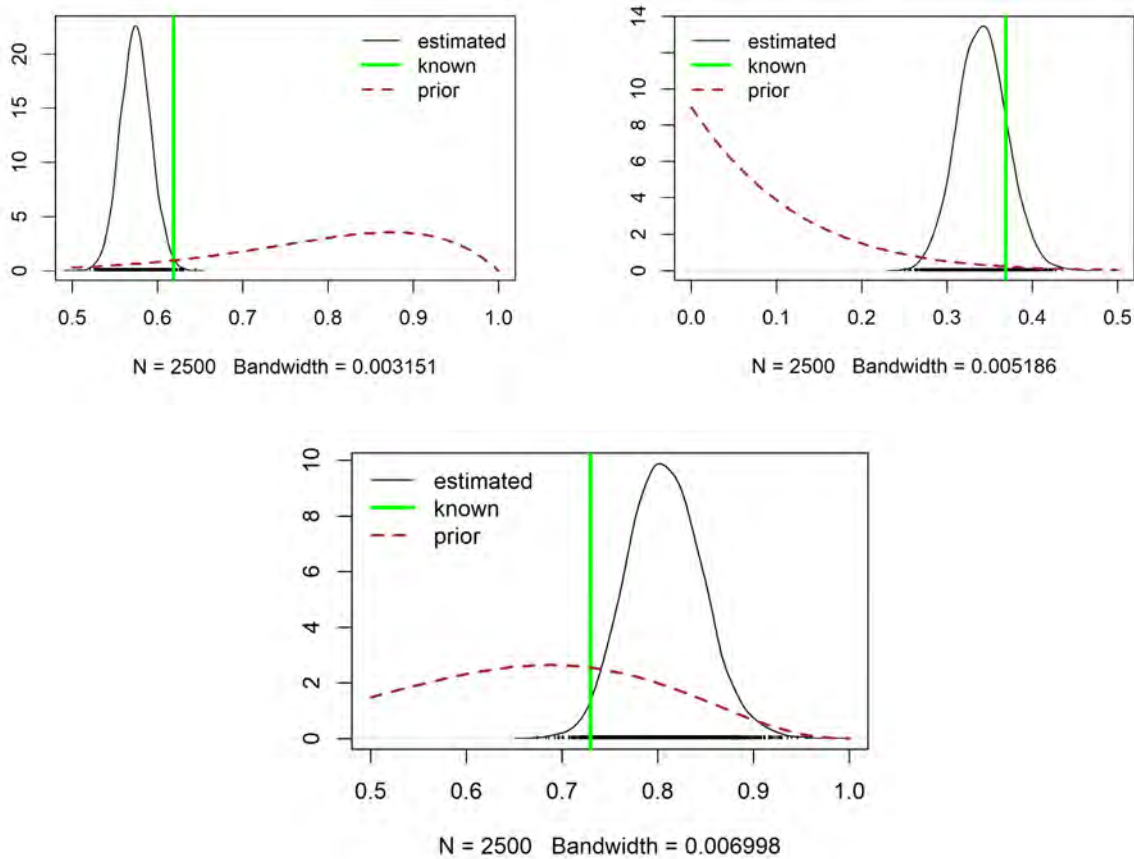 20
15
10
5
0
estimated
known
prior
0.5 0.6 0.7 0.8 0.9 1.0
N = 2500 Bandwidth = 0.003151
14
12
10
8
6
4
2
0
estimated
known
prior
0.0 0.1 0.2 0.3 0.4 0.5
N = 2500 Bandwidth = 0.005186
10
8
6
4
2
0
estimated
known
prior
0.5 0.6 0.7 0.8 0.9 1.0
N = 2500 Bandwidth = 0.006998